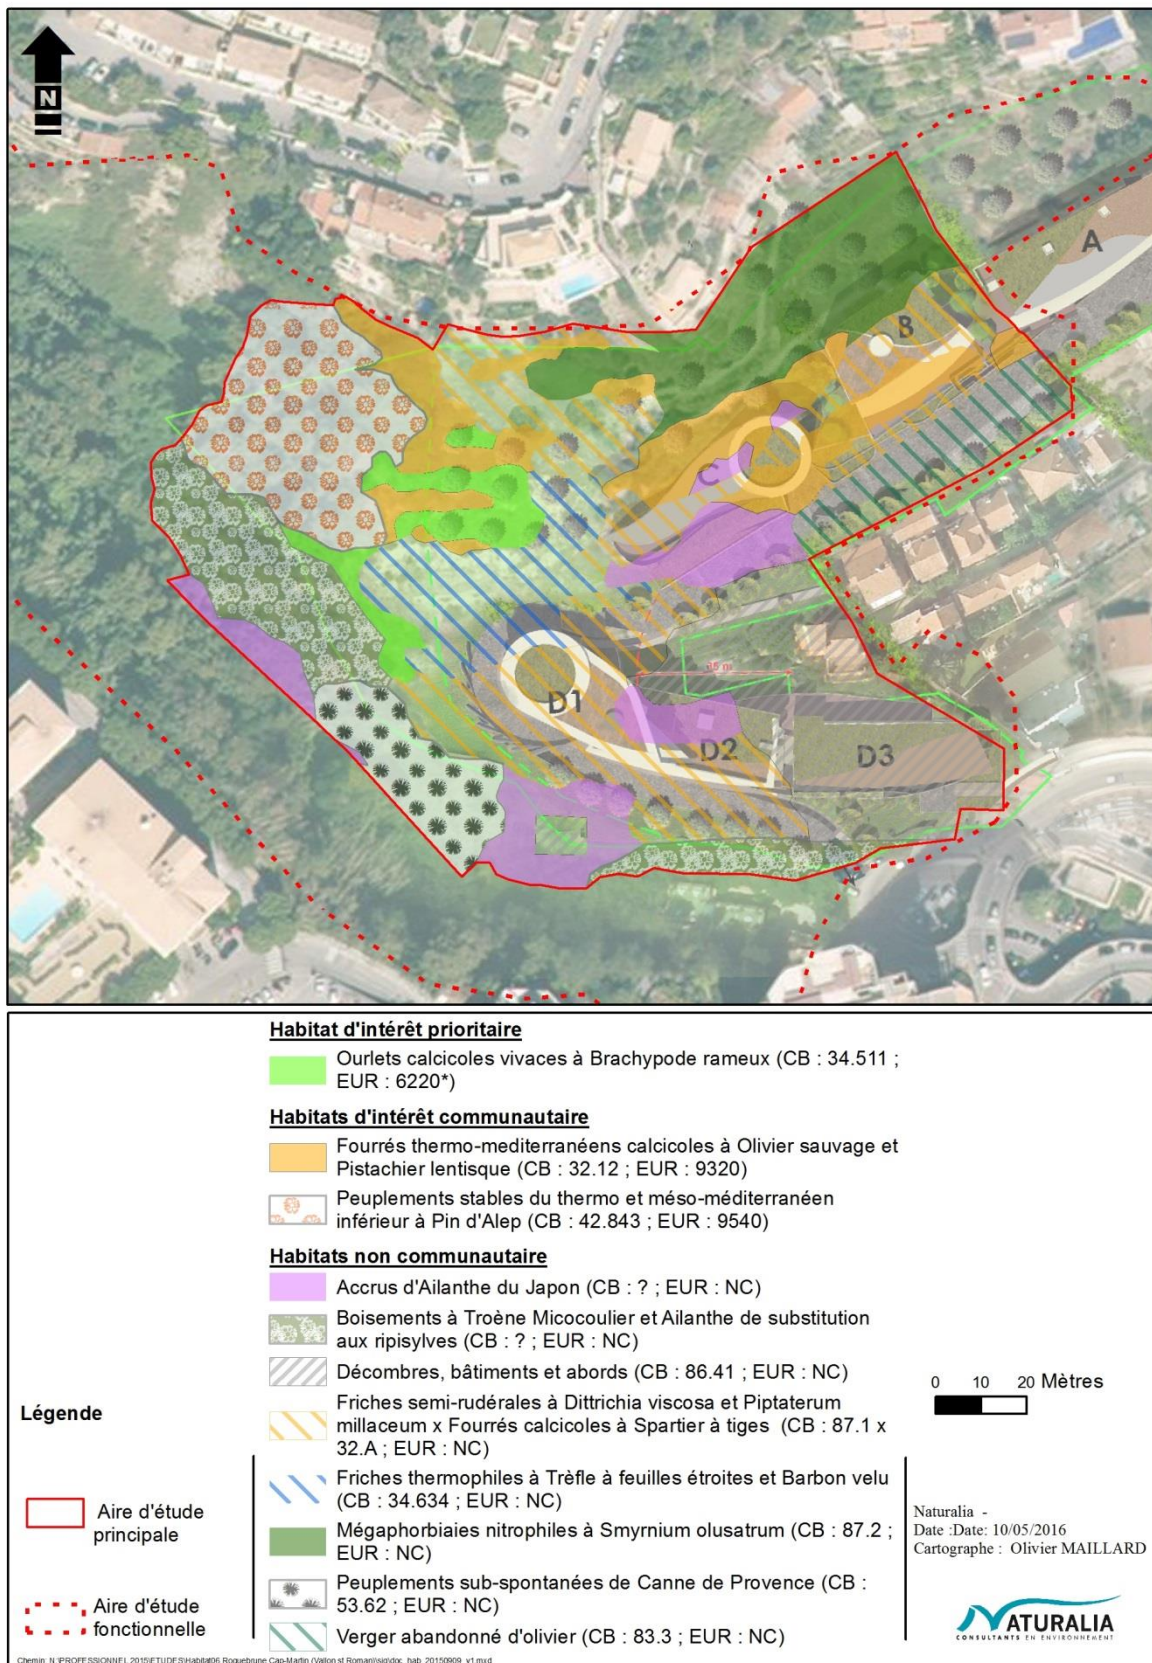 N
A
B
C
D1
D2
D3
Habitat d'intérêt prioritaire
Ourlets calcicoles vivaces à Brachypode rameux (CB : 34.511 ;
EUR : 6220*)
Habitats d'intérêt communautaire
Fourrés thermo-mediterranéens calcicoles à Olivier sauvage et
Pistachier lentisque (CB : 32.12 ; EUR : 9320)
Peuplements stables du thermo et méso-méditerranéen
inférieur à Pin d'Alep (CB : 42.843 ; EUR : 9540)
Habitats non communautaire
Accrus d'Ailanthe du Japon (CB : ? ; EUR : NC)
Boisements à Troène Micocoulier et Ailanthe de substitution
aux ripisylves (CB : ? ; EUR : NC)
Décombres, bâtiments et abords (CB : 86.41 ; EUR : NC)
Friches semi-rudérales à Dittrichia viscosa et Piptaterum
millaceum x Fourrés calcicoles à Spartier à tiges (CB : 87.1 x
32.A ; EUR : NC)
Friches thermophiles à Trèfle à feuilles étroites et Barbon velu
(CB : 34.634 ; EUR : NC)
Mégaphorbiaies nitrophiles à Smyrnium olusatrum (CB : 87.2 ;
EUR : NC)
Peuplements sub-spontanées de Canne de Provence (CB :
53.62 ; EUR : NC)
Verger abandonné d'olivier (CB : 83.3 ; EUR : NC)
Légende
Aire d'étude
principale
Aire d'étude
fonctionnelle
0 10 20 Mètres
Naturalia -
Date :Date: 10/05/2016
Cartographe : Olivier MAILLARD
NATURALIA
CONSULTANTS EN ENVIRONNEMENT